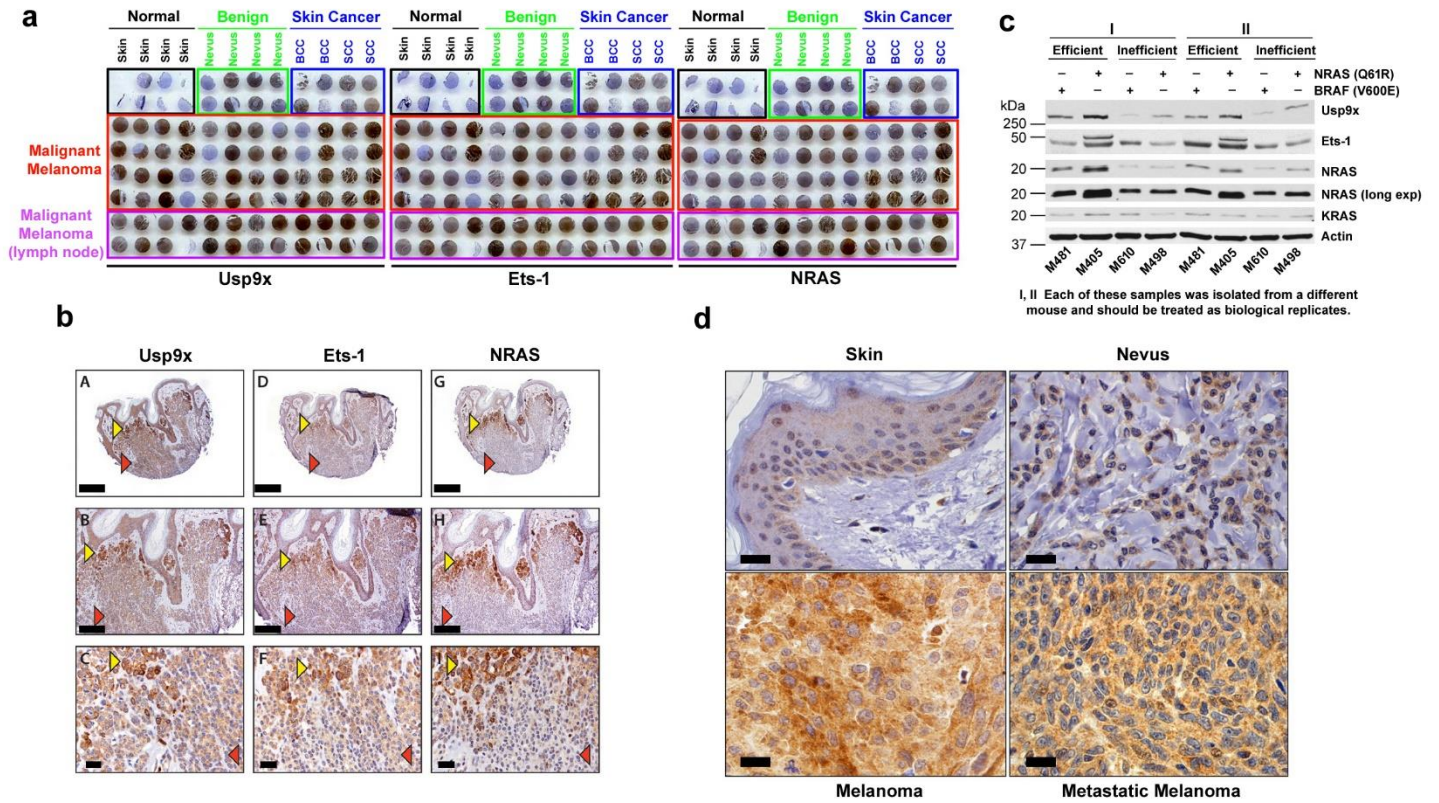 a
Normal Benign Skin Cancer Normal Benign Skin Cancer Normal Benign Skin Cancer
Skin Skin Skin Skin Nevus Nevus Nevus Nevus BCC BCC SCC SCC Skin Skin Skin Skin Nevus Nevus Nevus Nevus BCC BCC SCC SCC Skin Skin Skin Skin Nevus Nevus Nevus Nevus BCC BCC SCC SCC
Malignant
Melanoma
Malignant
Melanoma
(lymph node)
Usp9x Ets-1 NRAS
b
Usp9x Ets-1 NRAS
A D G
B E H
C F I
c
I II
Efficient Inefficient Efficient Inefficient
– + – + – + – + NRAS (Q61R)
+ – + – + – + – BRAF (V600E)
kDa
250 Usp9x
50 Ets-1
20 NRAS
20 NRAS (long exp)
20 KRAS
37 Actin
M481 M405 M610 M498 M481 M405 M610 M498
I, II Each of these samples was isolated from a different
mouse and should be treated as biological replicates.
d
Skin Nevus
Melanoma Metastatic Melanoma